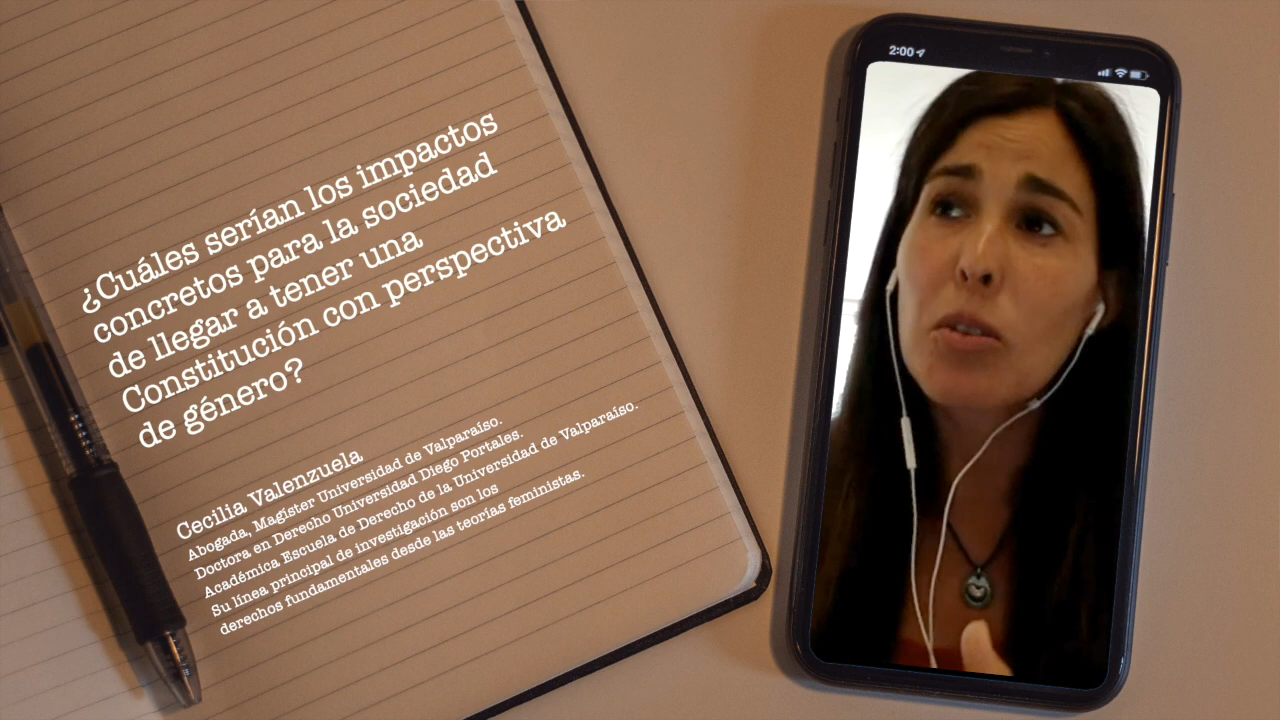 ¿Cuáles serían los impactos
concretos para la sociedad
de llegar a tener una
Constitución con perspectiva
de género?
Cecilia Valenzuela
Abogada, Magíster Universidad de Valparaíso.
Doctora en Derecho Universidad Diego Portales.
Académica Escuela de Derecho de la Universidad de Valparaíso.
Su línea principal de investigación son los
derechos fundamentales desde las teorías feministas.
2:00